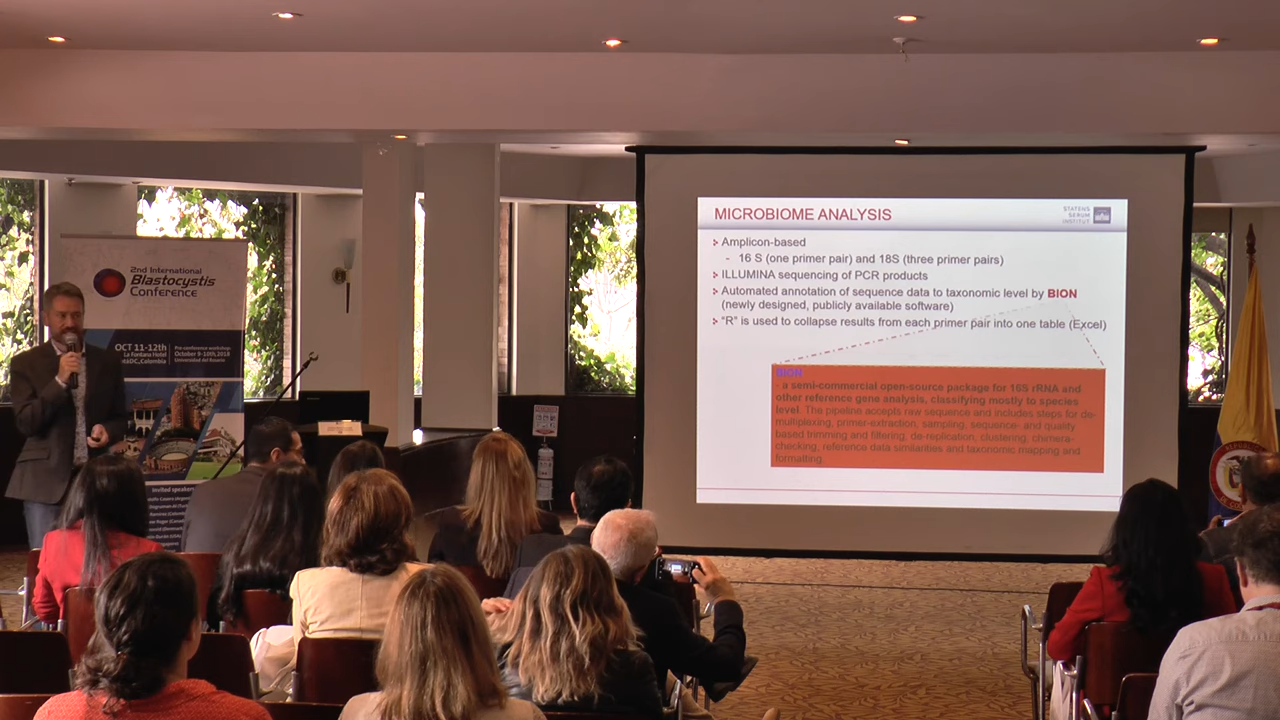 2nd International
Blastocystis
Conference
OCT 11-12th
La Fontana Hotel
Colombia
Pre-conference workshop:
October 9-10th, 2018
Universidad del Rosario
Invited speakers
MICROBIOME ANALYSIS
STATENS
SERUM
INSTITUT
Amplicon-based
- 16 S (one primer pair) and 18S (three primer pairs)
ILLUMINA sequencing of PCR products
Automated annotation of sequence data to taxonomic level by BION
(newly designed, publicly available software)
“R” is used to collapse results from each primer pair into one table (Excel)
BION
- a semi-commercial open-source package for 16S rRNA and
other reference gene analysis, classifying mostly to species
level. The pipeline accepts raw sequence and includes steps for de-
multiplexing, primer-extraction, sampling, sequence- and quality
based trimming and filtering, de-replication, clustering, chimera-
checking, reference data similarities and taxonomic mapping and
formatting.